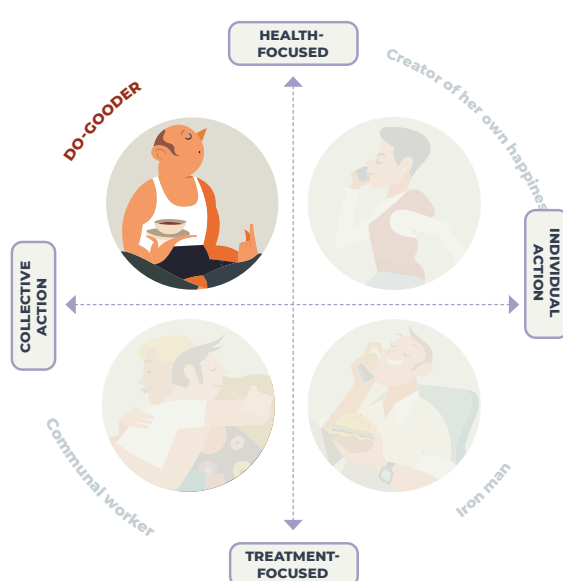 HEALTH-
FOCUSED
DO-GOODER
Creator of her own happines
COLLECTIVE
ACTION
INDIVIDUAL
ACTION
Communal worker
Iron man
TREATMENT-
FOCUSED